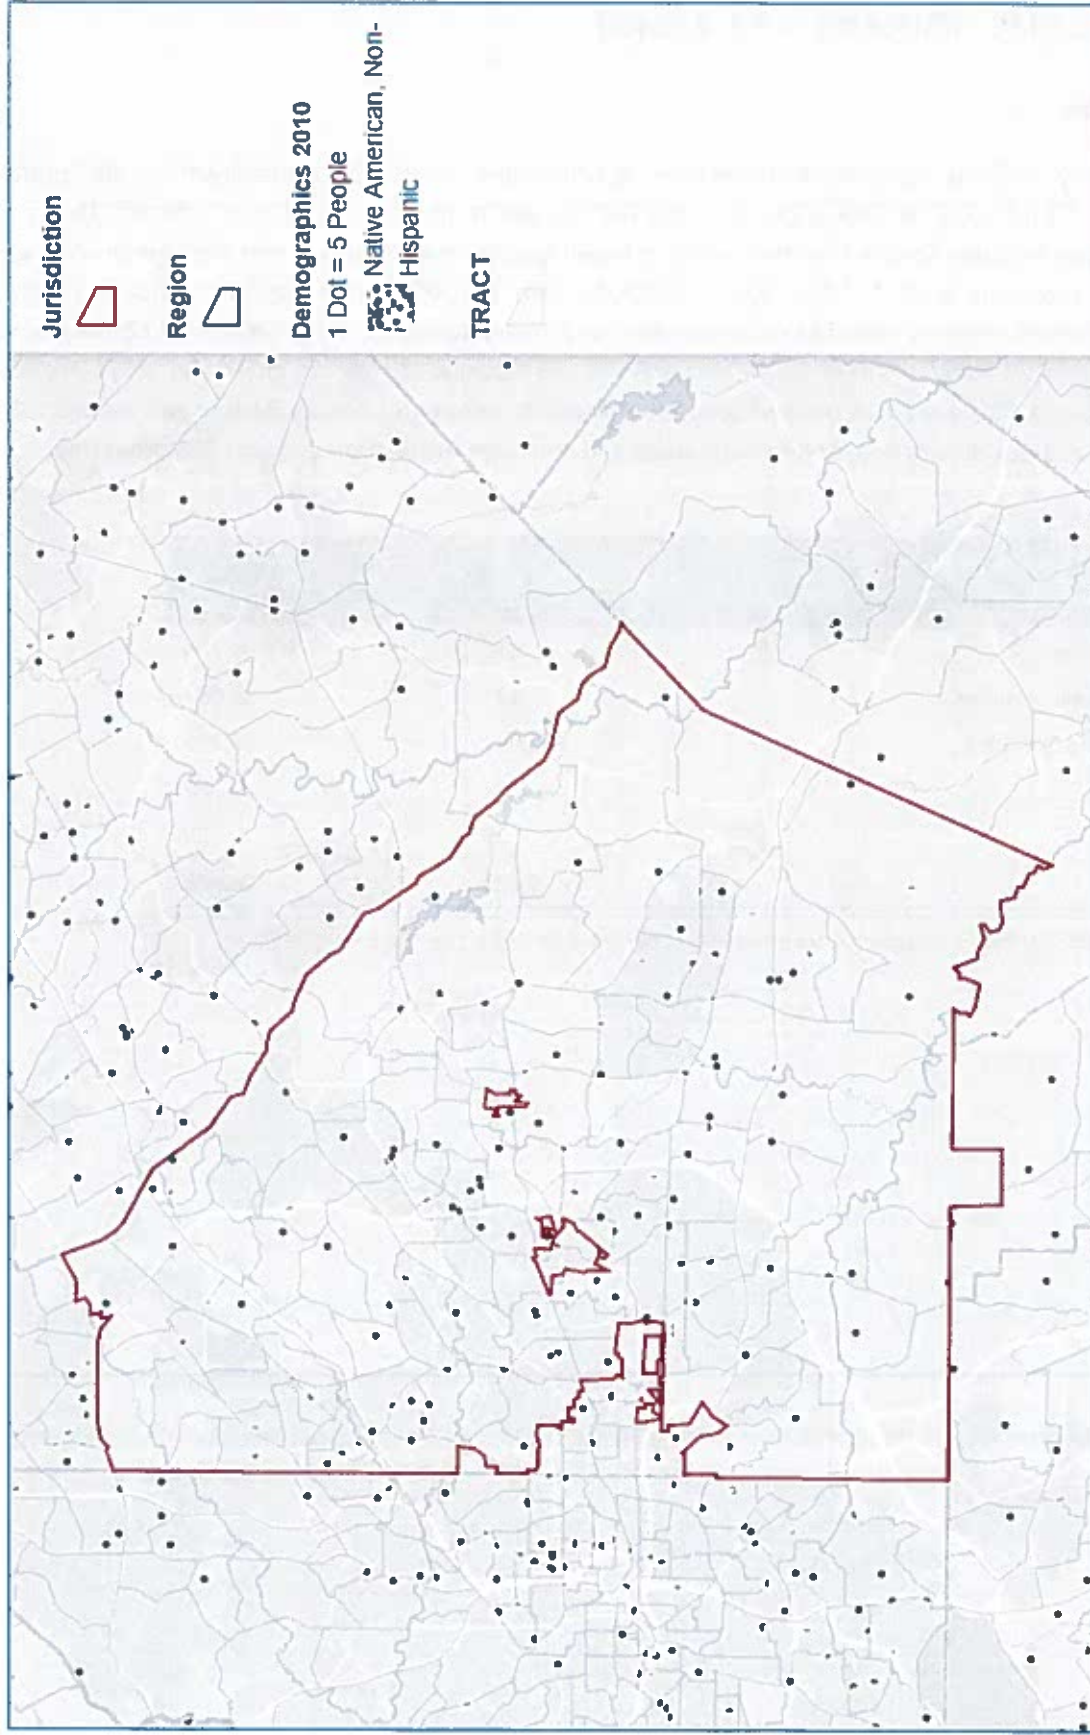 Jurisdiction
Region
Demographics 2010
1 Dot = 5 People
Native American, Non-
Hispanic
TRACT